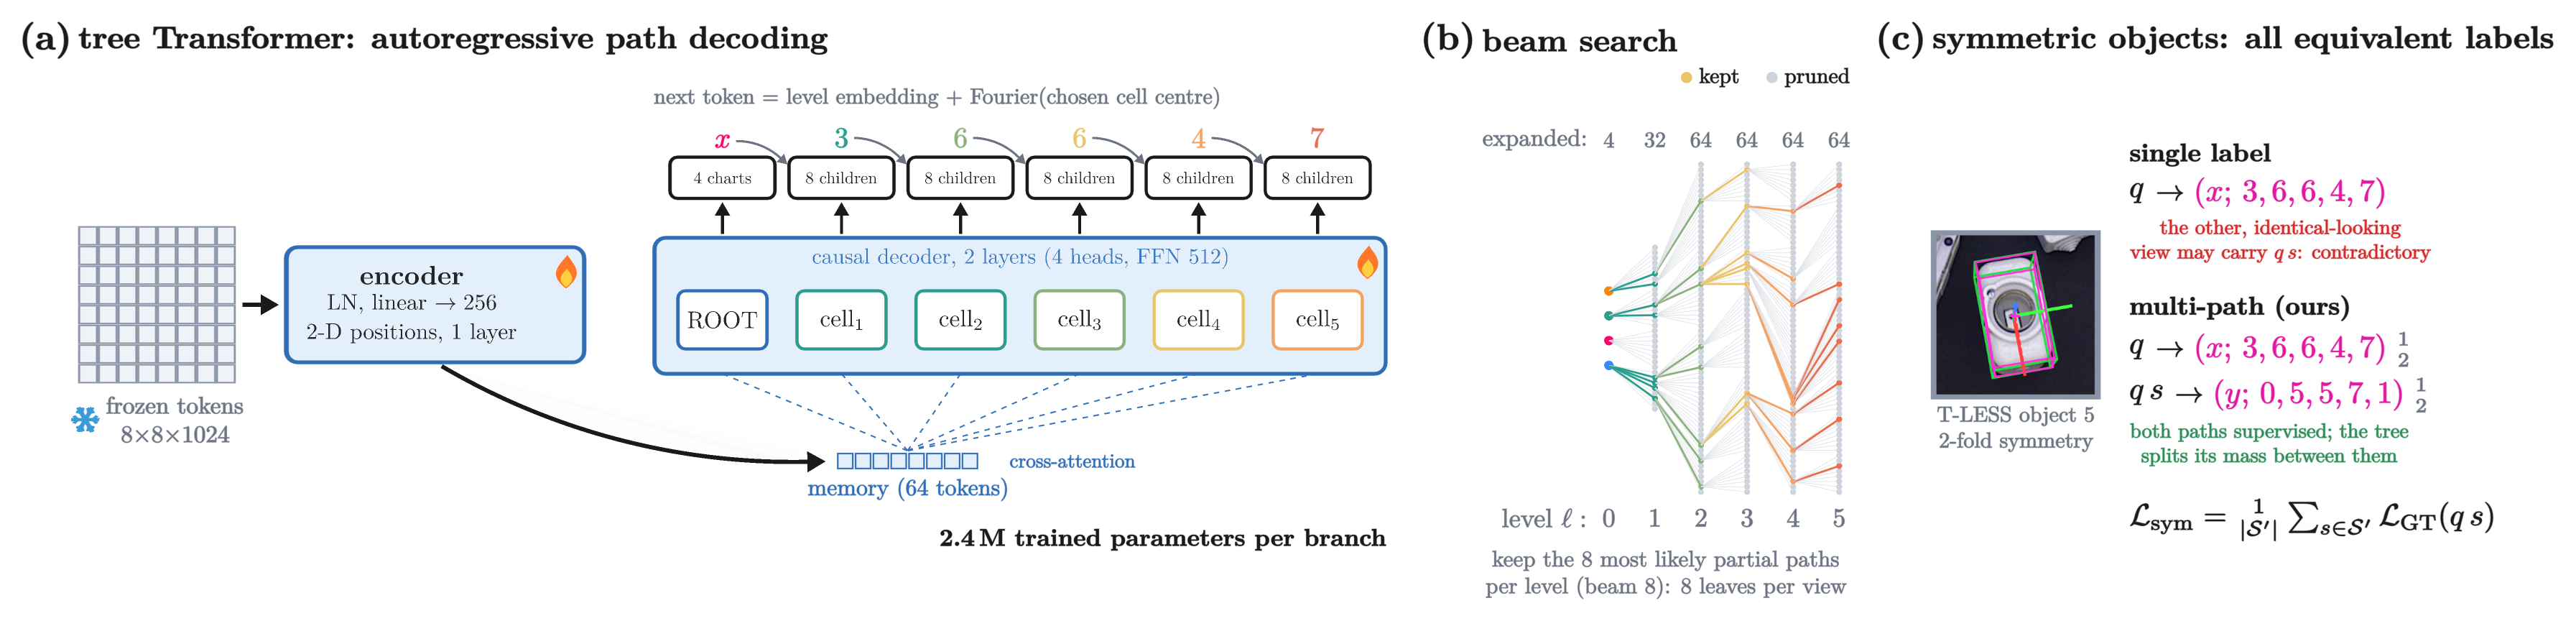 (a) tree Transformer: autoregressive path decoding
next token = level embedding + Fourier(chosen cell centre)
x 3 6 6 4 7
4 charts 8 children 8 children 8 children 8 children 8 children
causal decoder, 2 layers (4 heads, FFN 512)
ROOT cell₁ cell₂ cell₃ cell₄ cell₅
encoder
LN, linear → 256
2-D positions, 1 layer
frozen tokens
8×8×1024
cross-attention
memory (64 tokens)
2.4 M trained parameters per branch
(b) beam search
kept pruned
expanded: 4 32 64 64 64 64
level ℓ : 0 1 2 3 4 5
keep the 8 most likely partial paths
per level (beam 8): 8 leaves per view
(c) symmetric objects: all equivalent labels
T-LESS object 5
2-fold symmetry
single label
q → (x; 3, 6, 6, 4, 7)
the other, identical-looking
view may carry q s: contradictory
multi-path (ours)
q → (x; 3, 6, 6, 4, 7) 1/2
q s → (y; 0, 5, 5, 7, 1) 1/2
both paths supervised; the tree
splits its mass between them
ℒsym = 1/|𝒮′| ∑s∈𝒮′ ℒGT(q s)